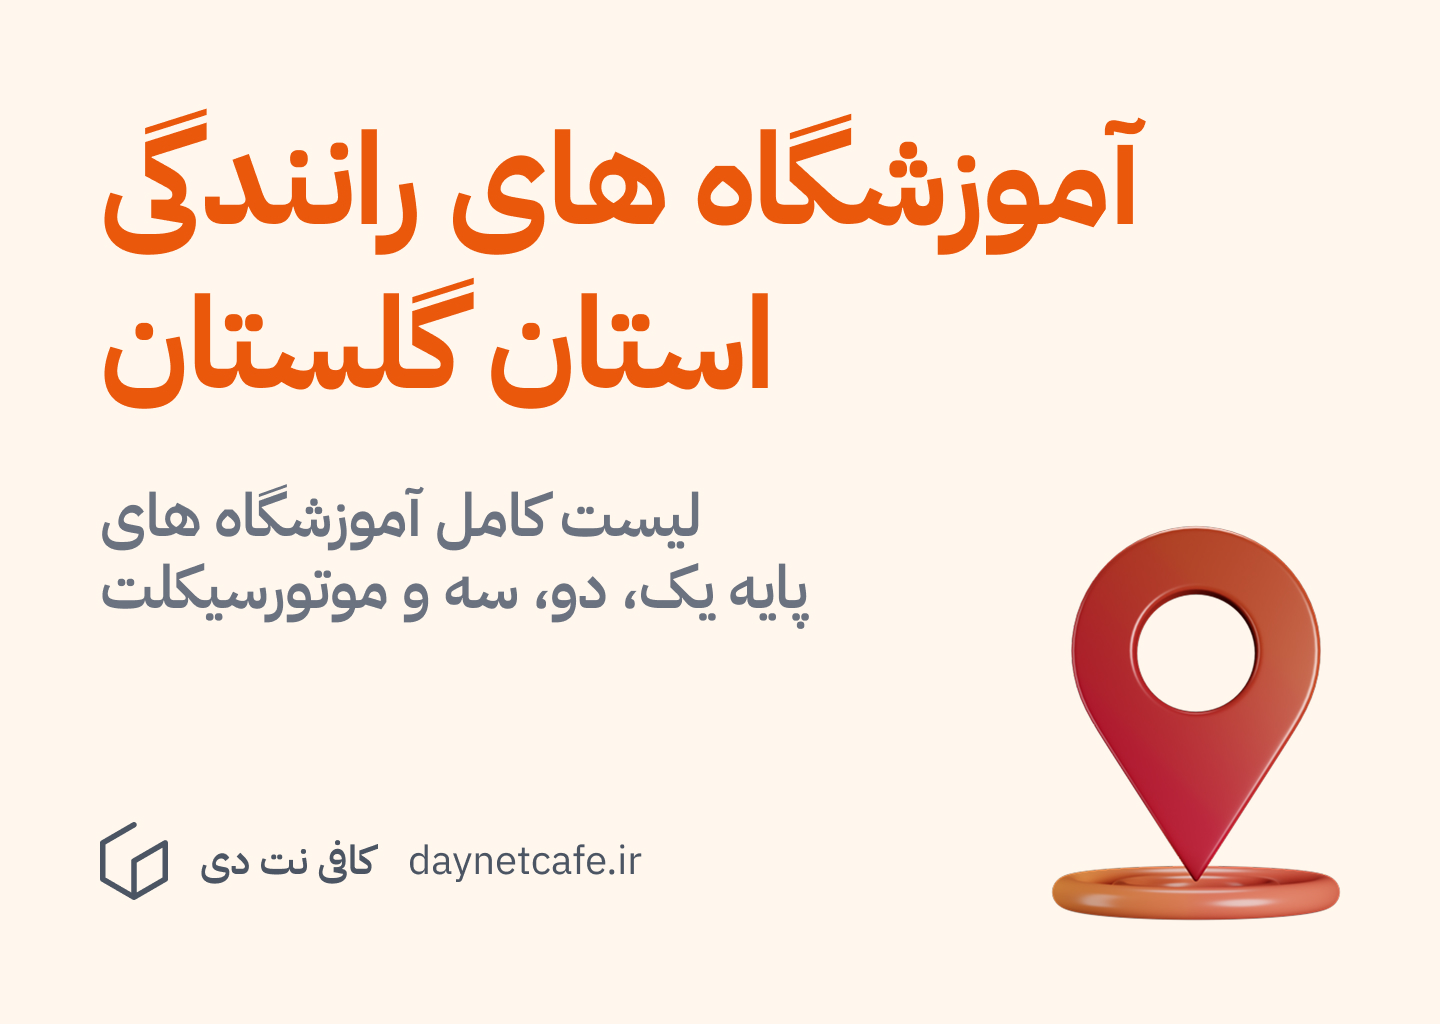 آموزشگاه های رانندگی
استان گلستان
لیست کامل آموزشگاه های
پایه یک، دو، سه و موتورسیکلت
کافی نت دی daynetcafe.ir